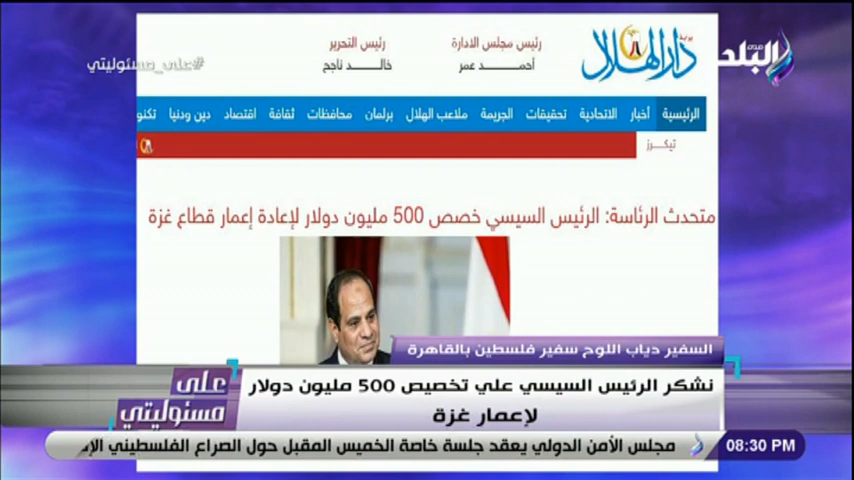 #على_مسئوليتي
صدى البلد
بوابة
دار الهلال
رئيس مجلس الادارة
أحمـــد عمر
رئيس التحرير
خالـــد ناجح
الرئيسية أخبار الاتحادية تحقيقات الجريمة ملاعب الهلال برلمان محافظات ثقافة اقتصاد دين ودنيا تكنو
تيكرز
متحدث الرئاسة: الرئيس السيسي خصص 500 مليون دولار لإعادة إعمار قطاع غزة
السفير دياب اللوح سفير فلسطين بالقاهرة
نشكر الرئيس السيسي علي تخصيص 500 مليون دولار
لإعمار غزة
على
مسئوليتي
08:30 PM
مجلس الأمن الدولي يعقد جلسة خاصة الخميس المقبل حول الصراع الفلسطيني الإ